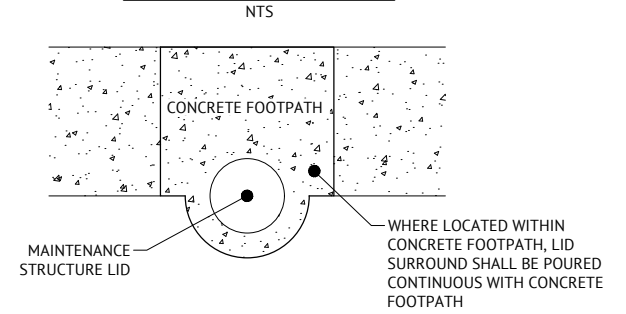 NTS
CONCRETE FOOTPATH
MAINTENANCE
STRUCTURE LID
WHERE LOCATED WITHIN
CONCRETE FOOTPATH, LID
SURROUND SHALL BE POURED
CONTINUOUS WITH CONCRETE
FOOTPATH